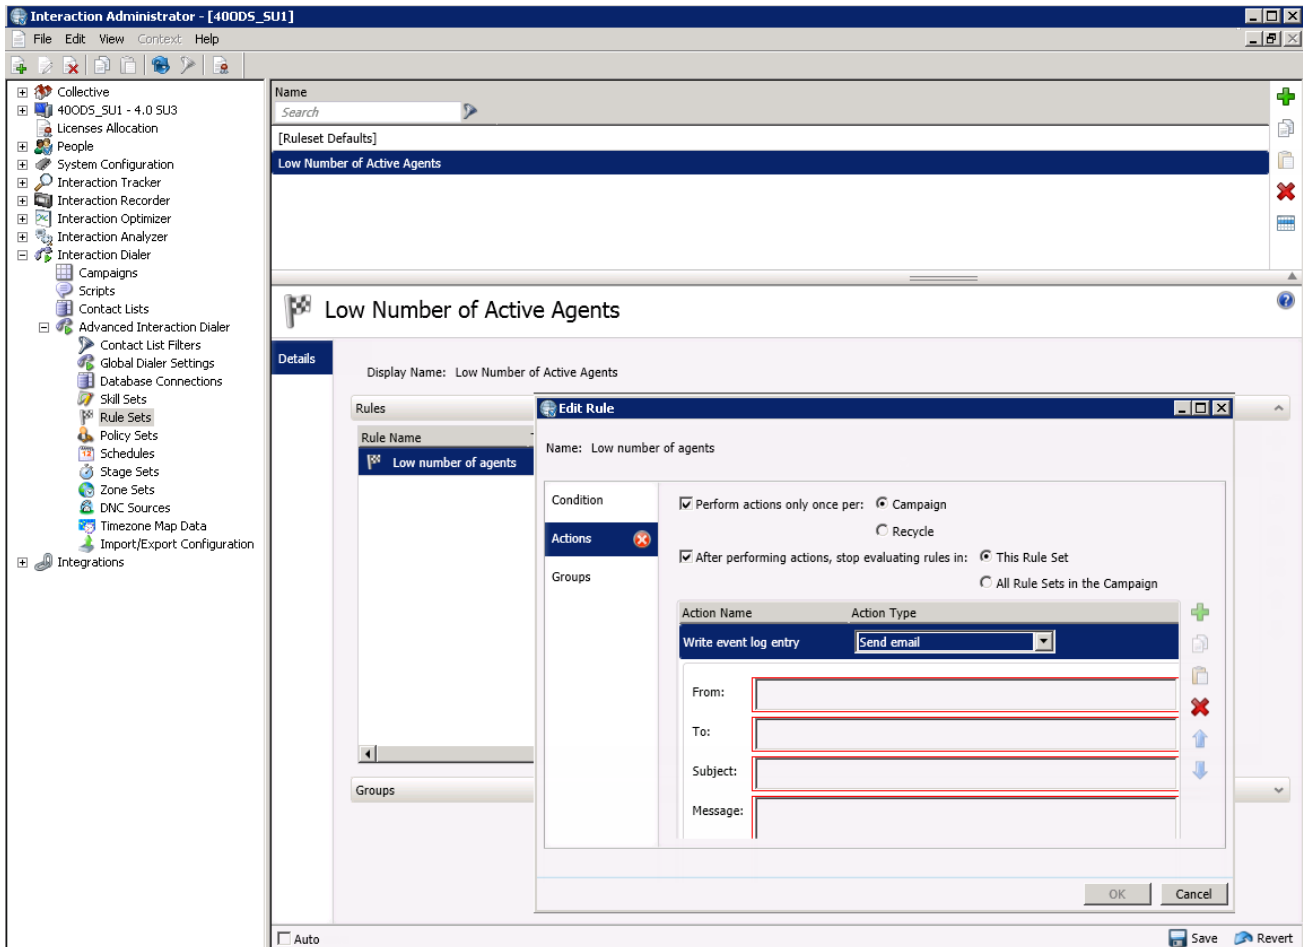 Interaction Administrator - [400DS_SU1]
File Edit View Context Help
Collective
400DS_SU1 - 4.0 SU3
Licenses Allocation
People
System Configuration
Interaction Tracker
Interaction Recorder
Interaction Optimizer
Interaction Analyzer
Interaction Dialer
Campaigns
Scripts
Contact Lists
Advanced Interaction Dialer
Contact List Filters
Global Dialer Settings
Database Connections
Skill Sets
Rule Sets
Policy Sets
Schedules
Stage Sets
Zone Sets
DNC Sources
Timezone Map Data
Import/Export Configuration
Integrations
Name
Search
[Ruleset Defaults]
Low Number of Active Agents
Low Number of Active Agents
Details
Display Name: Low Number of Active Agents
Rules
Rule Name
Low number of agents
Groups
Edit Rule
Name: Low number of agents
Condition
Actions
Groups
Perform actions only once per: Campaign
Recycle
After performing actions, stop evaluating rules in: This Rule Set
All Rule Sets in the Campaign
Action Name Action Type
Write event log entry Send email
From:
To:
Subject:
Message:
OK Cancel
Auto Save Revert